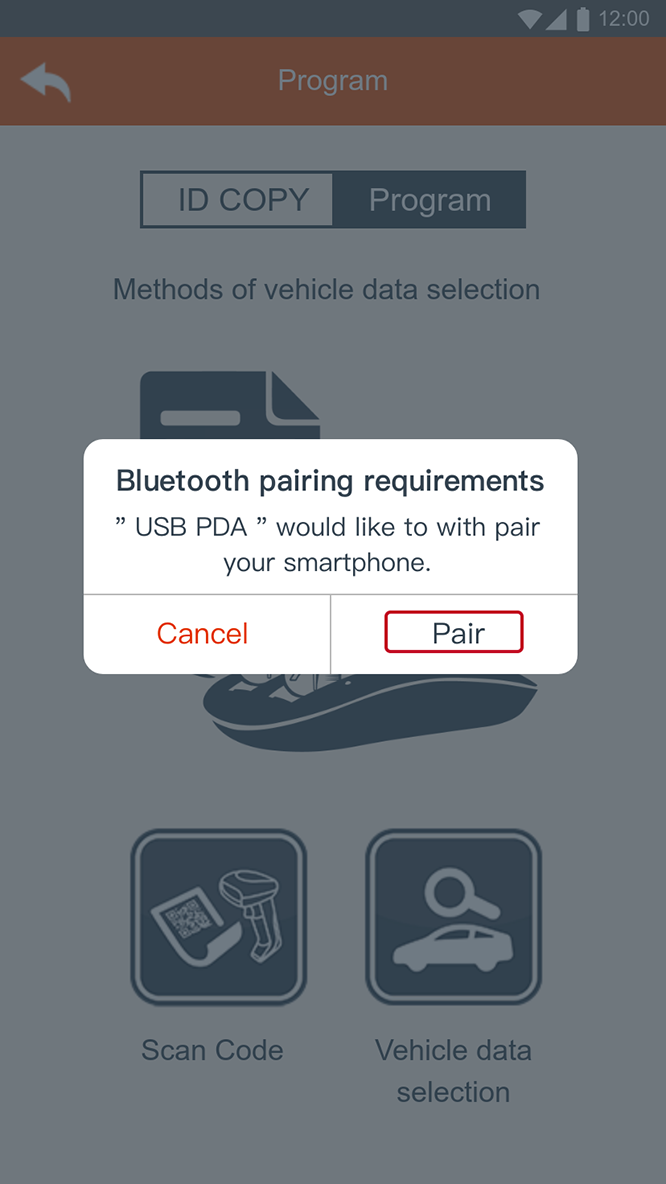 12:00
Program
ID COPY
Program
Methods of vehicle data selection
Bluetooth pairing requirements
” USB PDA ” would like to with pair
your smartphone.
Cancel
Pair
Scan Code
Vehicle data
selection